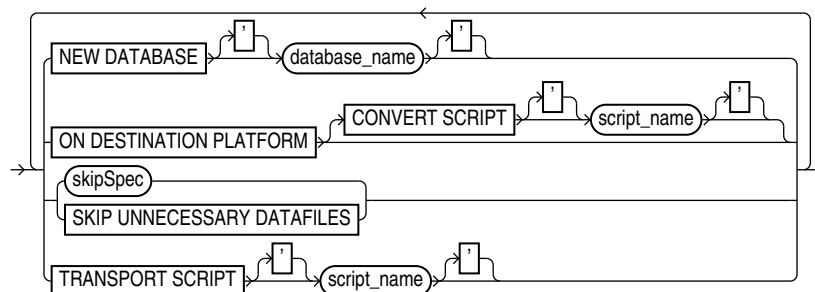 ' '
NEW DATABASE database_name
' '
CONVERT SCRIPT script_name
ON DESTINATION PLATFORM
skipSpec
SKIP UNNECESSARY DATAFILES
' '
TRANSPORT SCRIPT script_name